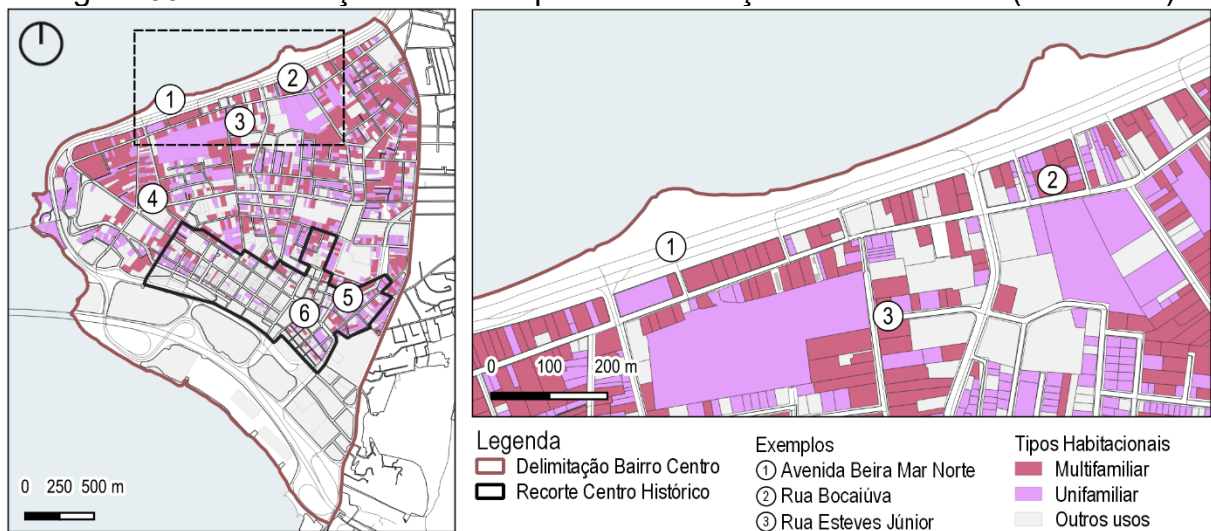 1
2
3
4
5
6
0 250 500 m
1
2
3
0 100 200 m
Legenda
Delimitação Bairro Centro
Recorte Centro Histórico
Exemplos
1 Avenida Beira Mar Norte
2 Rua Bocaiúva
3 Rua Esteves Júnior
Tipos Habitacionais
Multifamiliar
Unifamiliar
Outros usos